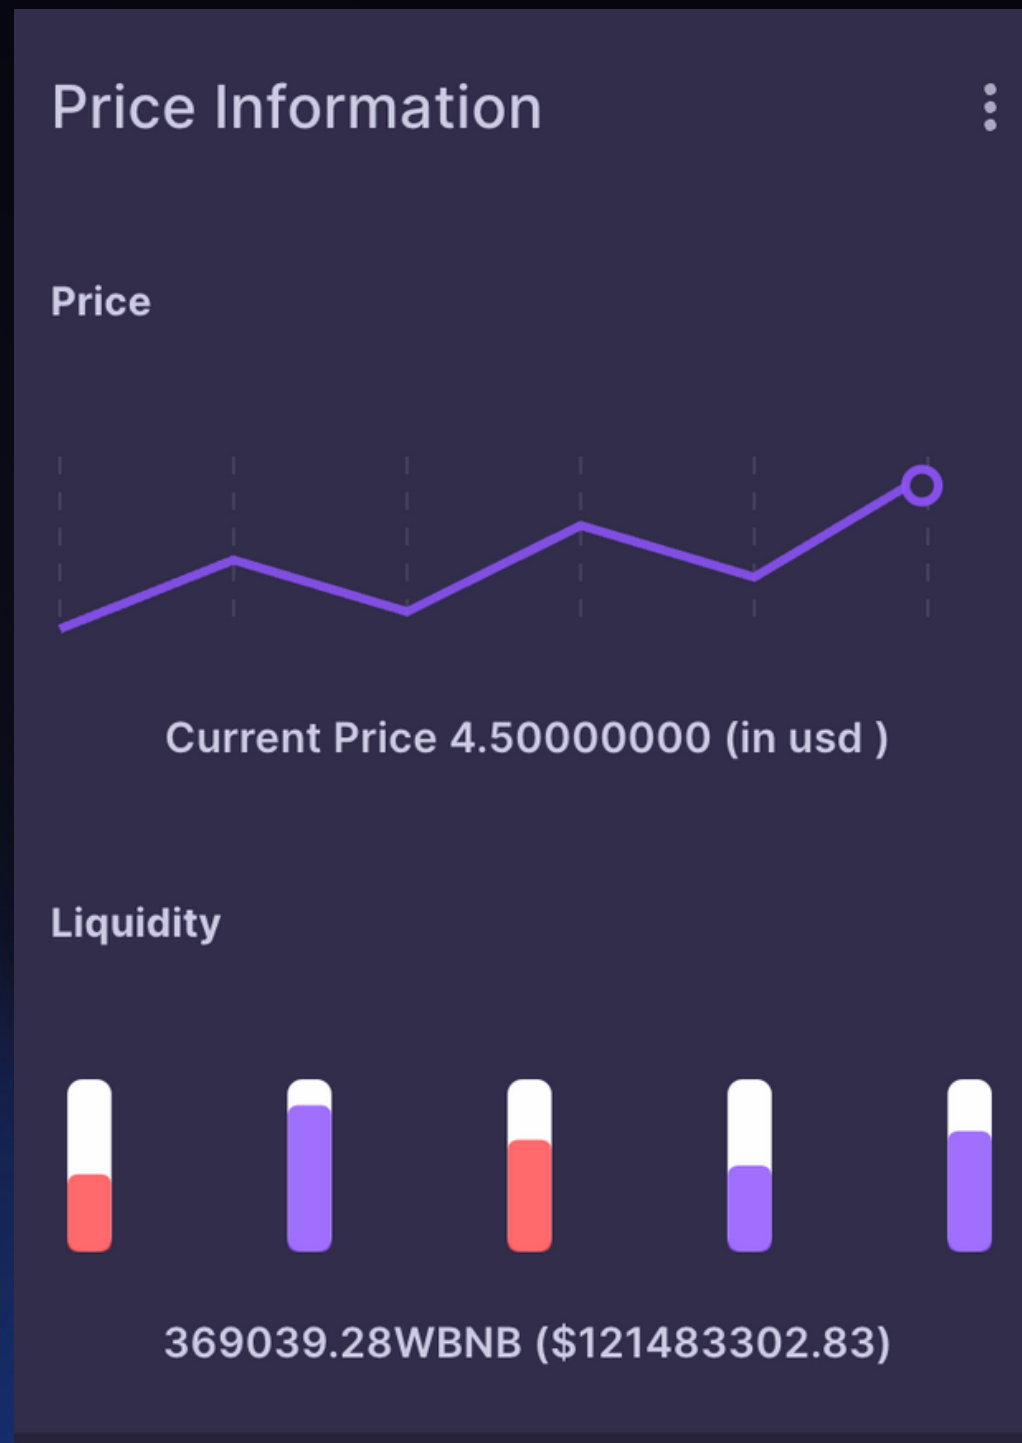 Price Information
Price
Current Price 4.50000000 (in usd )
Liquidity
369039.28WBNB ($121483302.83)